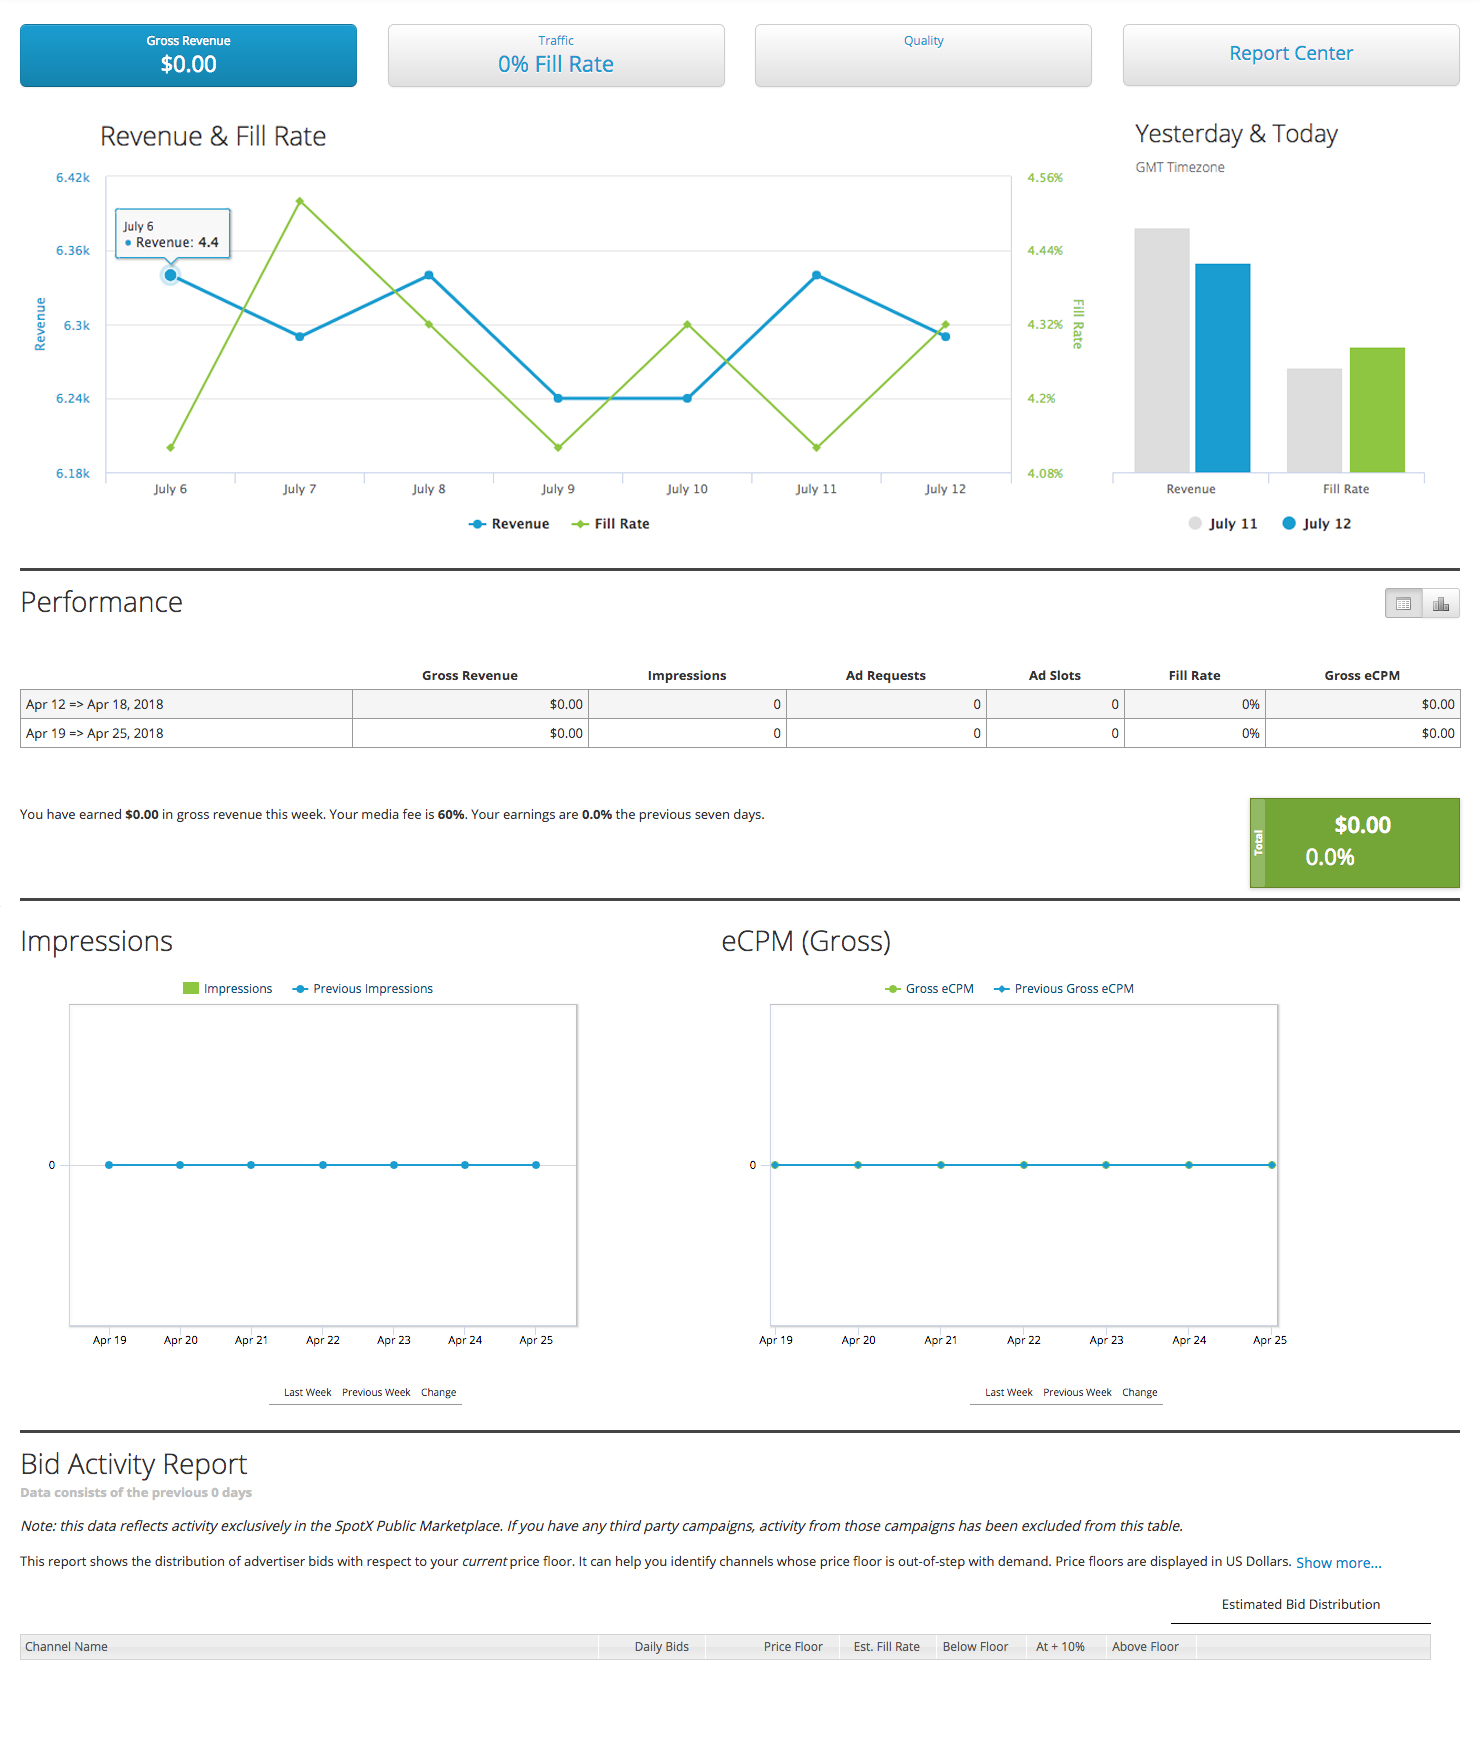 Gross Revenue
$0.00
Traffic
0% Fill Rate
Quality
Report Center
Revenue & Fill Rate
6.42k
6.36k
6.3k
6.24k
6.18k
Revenue
July 6
Revenue: 4.4
4.56%
4.44%
4.32%
4.2%
4.08%
Fill Rate
July 6 July 7 July 8 July 9 July 10 July 11 July 12
Revenue Fill Rate
Yesterday & Today
GMT Timezone
Revenue Fill Rate
July 11 July 12
Performance
Gross Revenue Impressions Ad Requests Ad Slots Fill Rate Gross eCPM
Apr 12 => Apr 18, 2018 $0.00 0 0 0 0% $0.00
Apr 19 => Apr 25, 2018 $0.00 0 0 0 0% $0.00
You have earned $0.00 in gross revenue this week. Your media fee is 60%. Your earnings are 0.0% the previous seven days.
Total
$0.00
0.0%
Impressions
Impressions Previous Impressions
0
Apr 19 Apr 20 Apr 21 Apr 22 Apr 23 Apr 24 Apr 25
Last Week Previous Week Change
eCPM (Gross)
Gross eCPM Previous Gross eCPM
0
Apr 19 Apr 20 Apr 21 Apr 22 Apr 23 Apr 24 Apr 25
Last Week Previous Week Change
Bid Activity Report
Data consists of the previous 0 days
Note: this data reflects activity exclusively in the SpotX Public Marketplace. If you have any third party campaigns, activity from those campaigns has been excluded from this table.
This report shows the distribution of advertiser bids with respect to your current price floor. It can help you identify channels whose price floor is out-of-step with demand. Price floors are displayed in US Dollars. Show more...
Estimated Bid Distribution
Channel Name Daily Bids Price Floor Est. Fill Rate Below Floor At + 10% Above Floor